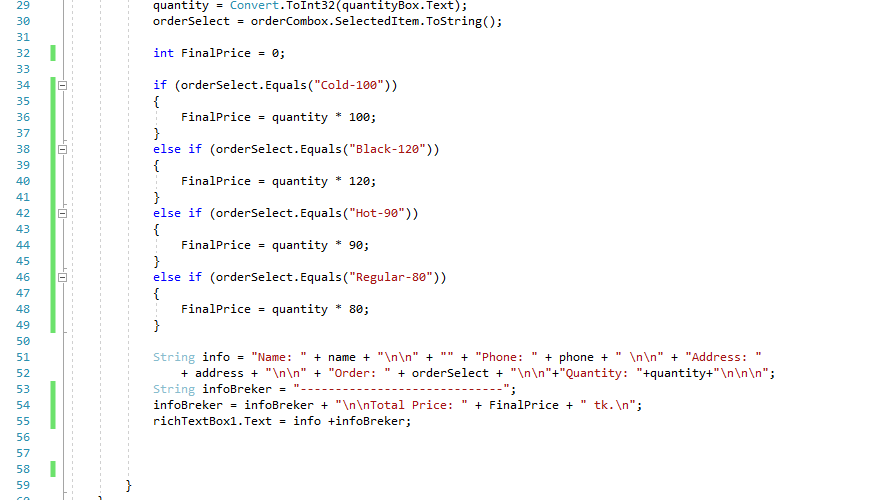 29 quantity = Convert.ToInt32(quantityBox.Text);
30 orderSelect = orderCombox.SelectedItem.ToString();
31
32 int FinalPrice = 0;
33
34 if (orderSelect.Equals("Cold-100"))
35 {
36 FinalPrice = quantity * 100;
37 }
38 else if (orderSelect.Equals("Black-120"))
39 {
40 FinalPrice = quantity * 120;
41 }
42 else if (orderSelect.Equals("Hot-90"))
43 {
44 FinalPrice = quantity * 90;
45 }
46 else if (orderSelect.Equals("Regular-80"))
47 {
48 FinalPrice = quantity * 80;
49 }
50
51 String info = "Name: " + name + "\n\n" + "" + "Phone: " + phone + " \n\n" + "Address: "
52 + address + "\n\n" + "Order: " + orderSelect + "\n\n"+"Quantity: "+quantity+"\n\n\n";
53 String infoBreker = "-----------------------------";
54 infoBreker = infoBreker + "\n\nTotal Price: " + FinalPrice + " tk.\n";
55 richTextBox1.Text = info +infoBreker;
56
57
58
59 }
60 }